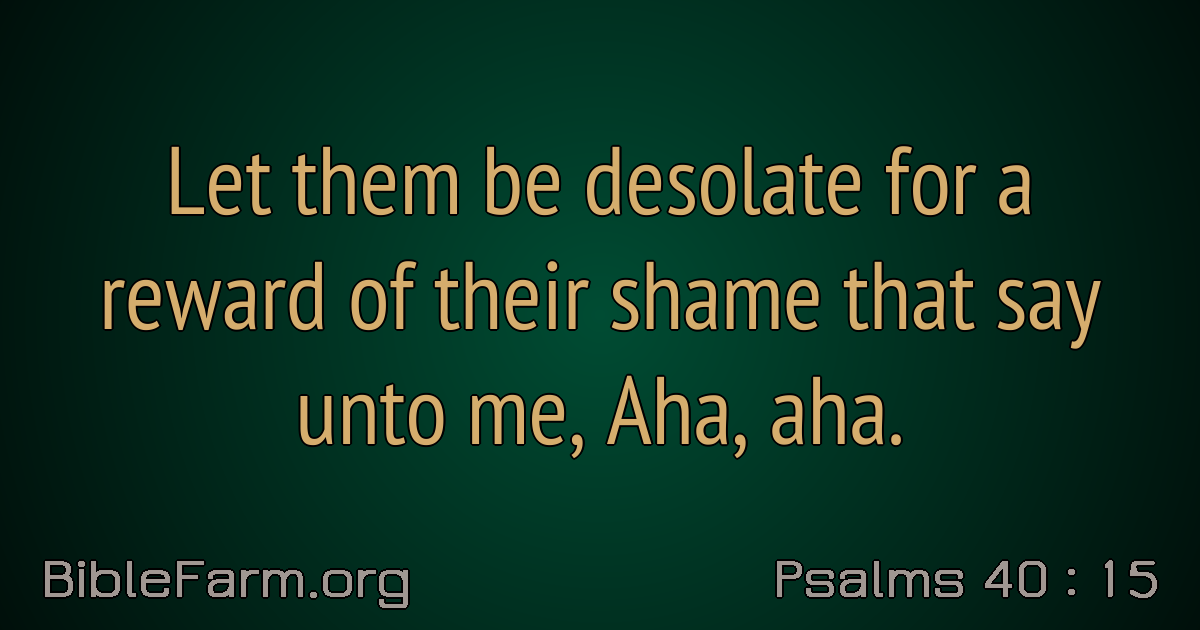 Let them be desolate for a
reward of their shame that say
unto me, Aha, aha.
BibleFarm.org
Psalms 40 : 15